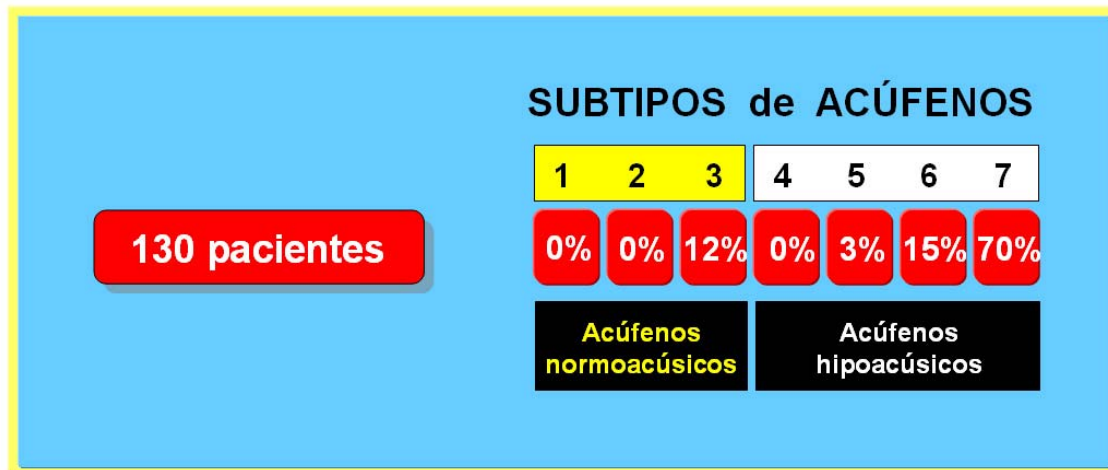 SUBTIPOS de ACÚFENOS
1 2 3 4 5 6 7
130 pacientes
0% 0% 12% 0% 3% 15% 70%
Acúfenos
normoacúsicos
Acúfenos
hipoacúsicos